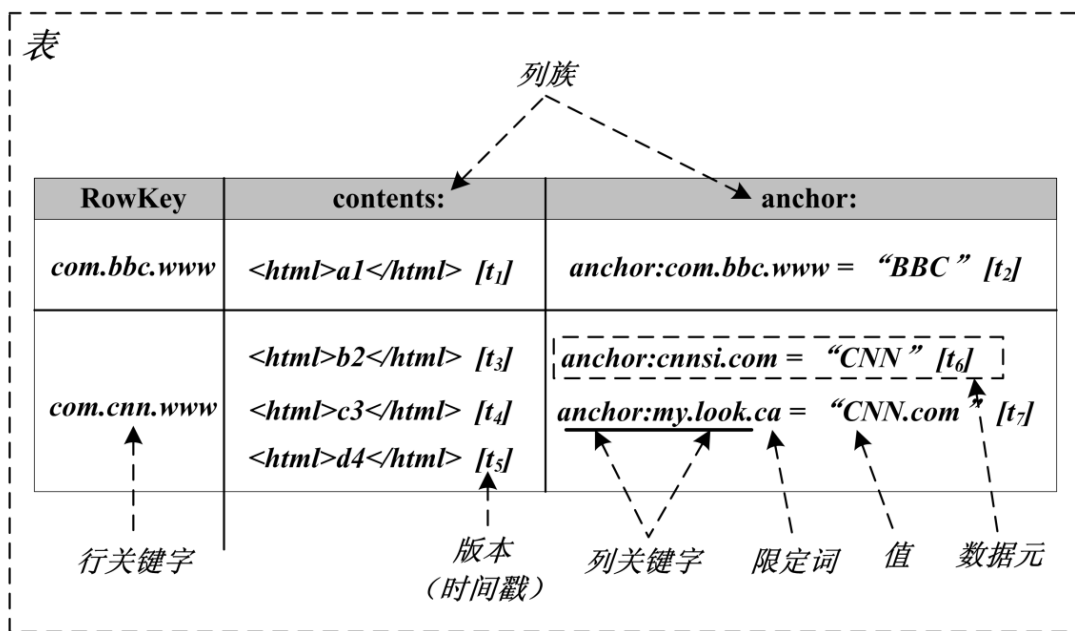 表
列族
RowKey contents: anchor:
com.bbc.www <html>a1</html> [t₁] anchor:com.bbc.www = “BBC” [t₂]
<html>b2</html> [t₃] anchor:cnnsi.com = “CNN” [t₆]
com.cnn.www <html>c3</html> [t₄] anchor:my.look.ca = “CNN.com” [t₇]
<html>d4</html> [t₅]
行关键字 版本 列关键字 限定词 值 数据元
（时间戳）